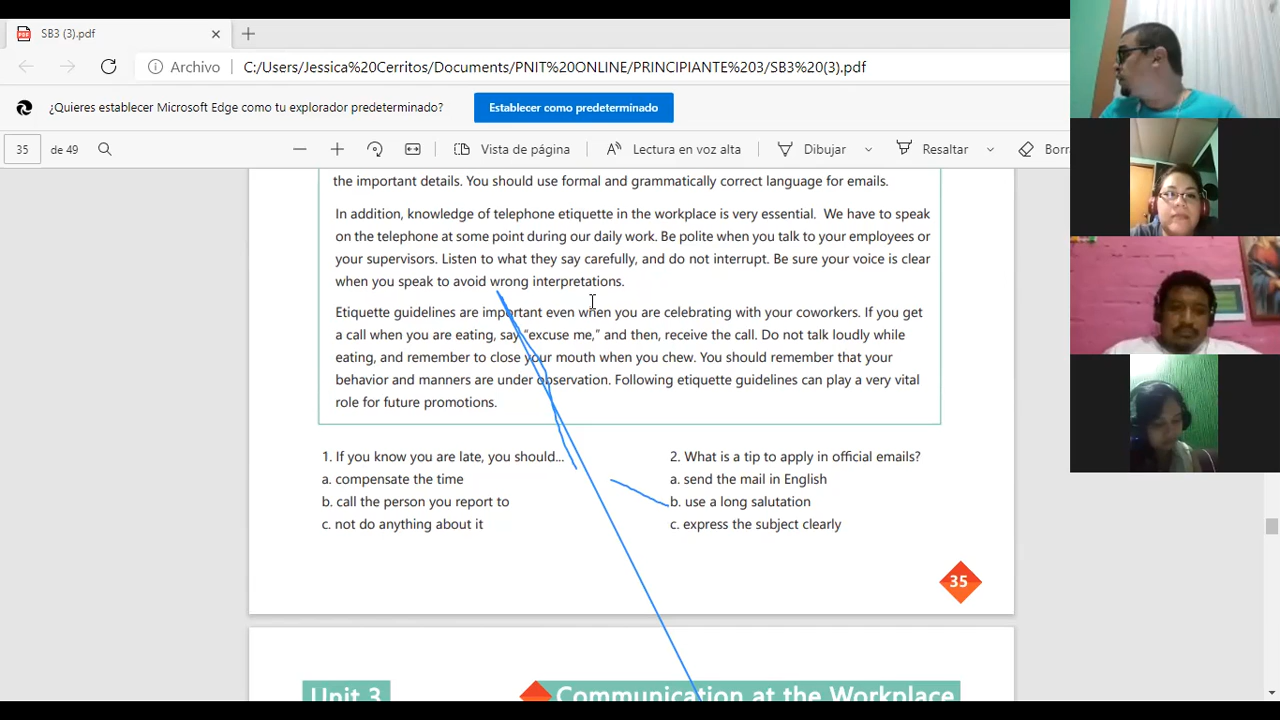 SB3 (3).pdf
Archivo C:/Users/Jessica%20Cerritos/Documents/PNIT%20ONLINE/PRINCIPIANTE%203/SB3%20(3).pdf
¿Quieres establecer Microsoft Edge como tu explorador predeterminado? Establecer como predeterminado
35 de 49 Vista de página Lectura en voz alta Dibujar Resaltar Borr
the important details. You should use formal and grammatically correct language for emails.
In addition, knowledge of telephone etiquette in the workplace is very essential. We have to speak
on the telephone at some point during our daily work. Be polite when you talk to your employees or
your supervisors. Listen to what they say carefully, and do not interrupt. Be sure your voice is clear
when you speak to avoid wrong interpretations.
Etiquette guidelines are important even when you are celebrating with your coworkers. If you get
a call when you are eating, say “excuse me,” and then, receive the call. Do not talk loudly while
eating, and remember to close your mouth when you chew. You should remember that your
behavior and manners are under observation. Following etiquette guidelines can play a very vital
role for future promotions.
1. If you know you are late, you should...
a. compensate the time
b. call the person you report to
c. not do anything about it
2. What is a tip to apply in official emails?
a. send the mail in English
b. use a long salutation
c. express the subject clearly
35
Unit 3 Communication at the Workplace